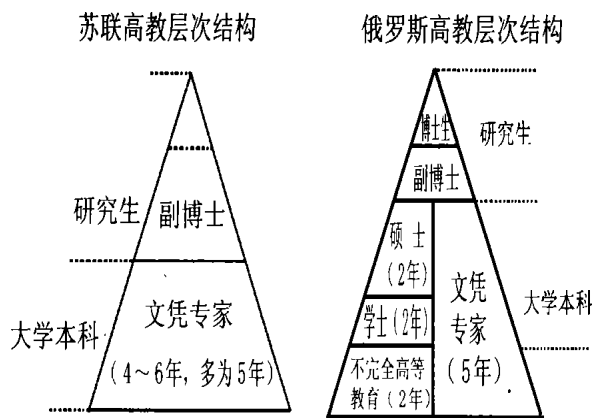 苏联高教层次结构
研究生
副博士
大学本科
文凭专家
(4～6年，多为5年)
俄罗斯高教层次结构
博士生
研究生
副博士
硕士
(2年)
学士(2年)
不完全高等
教育(2年)
文凭
专家
(5年)
大学本科